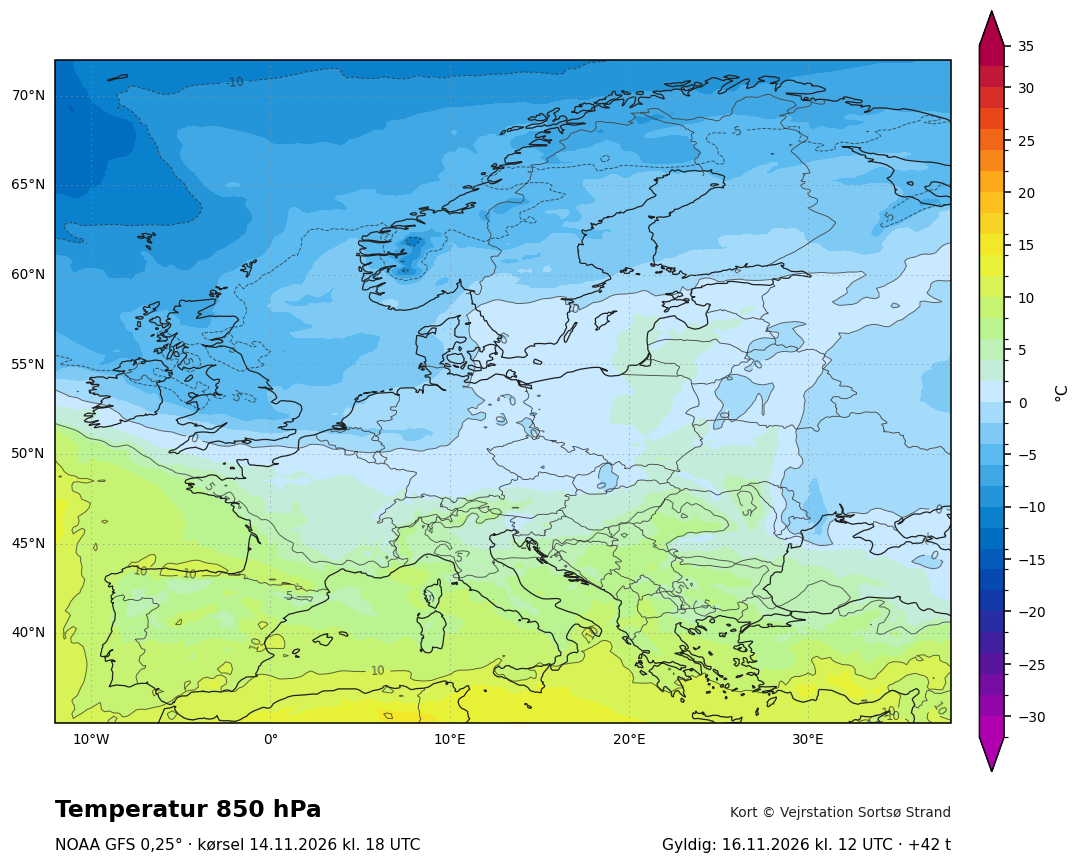 35
30
25
20
15
10
5
0
−5
−10
−15
−20
−25
−30
°C
70°N
65°N
60°N
55°N
50°N
45°N
40°N
10°W
0°
10°E
20°E
30°E
Temperatur 850 hPa
Kort © Vejrstation Sortsø Strand
NOAA GFS 0,25° · kørsel 14.11.2026 kl. 18 UTC
Gyldig: 16.11.2026 kl. 12 UTC · +42 t